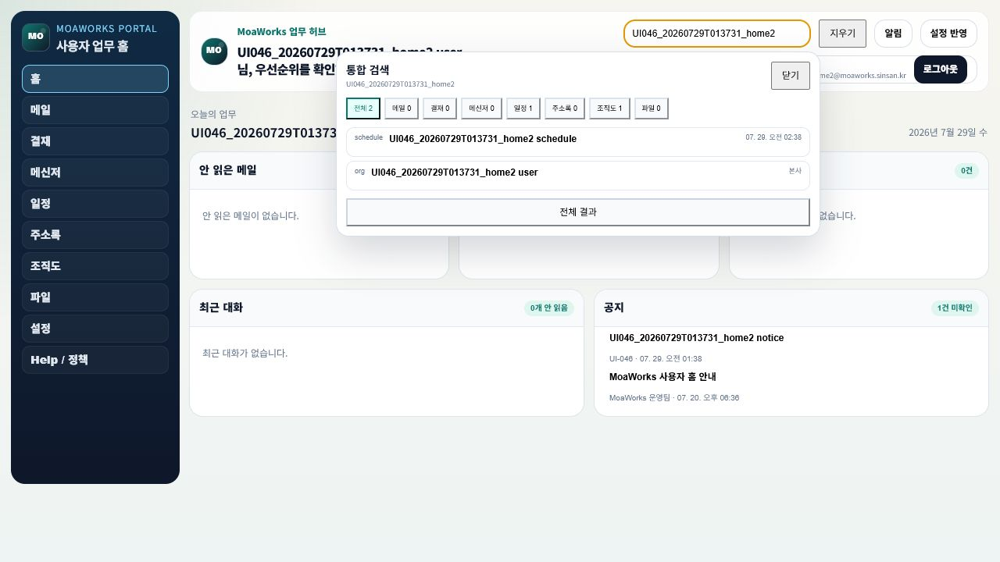 MO
MOAWORKS PORTAL
사용자 업무 홈
홈
메일
결재
메신저
일정
주소록
조직도
파일
설정
Help / 정책
MO
MoaWorks 업무 허브
UI046_20260729T013731_home2 user
님, 우선순위를 확인
UI046_20260729T013731_home2
지우기
알림
설정 반영
me2@moaworks.sinsan.kr
로그아웃
통합 검색
UI046_20260729T013731_home2
닫기
전체 2
메일 0
결재 0
메신저 0
일정 1
주소록 0
조직도 1
파일 0
schedule UI046_20260729T013731_home2 schedule 07. 29. 오전 02:38
org UI046_20260729T013731_home2 user 본사
전체 결과
오늘의 업무
UI046_20260729T01373
2026년 7월 29일 수
안 읽은 메일
0건
안 읽은 메일이 없습니다.
없습니다.
최근 대화
0개 안 읽음
최근 대화가 없습니다.
공지
1건 미확인
UI046_20260729T013731_home2 notice
UI-046 · 07. 29. 오전 01:38
MoaWorks 사용자 홈 안내
MoaWorks 운영팀 · 07. 20. 오후 06:36